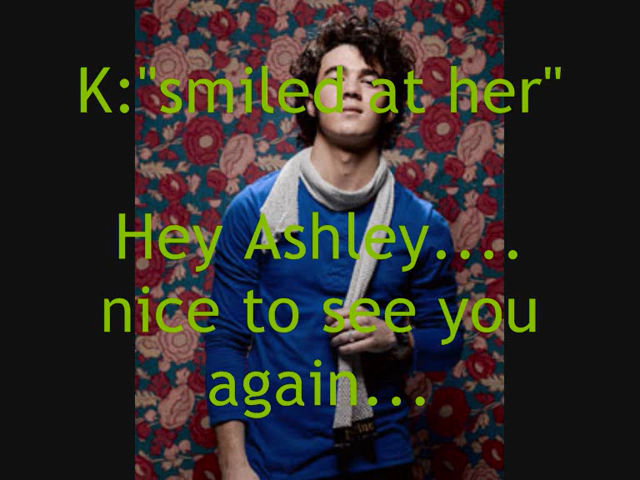 K:"smiled at her"
Hey Ashley....
nice to see you
again...